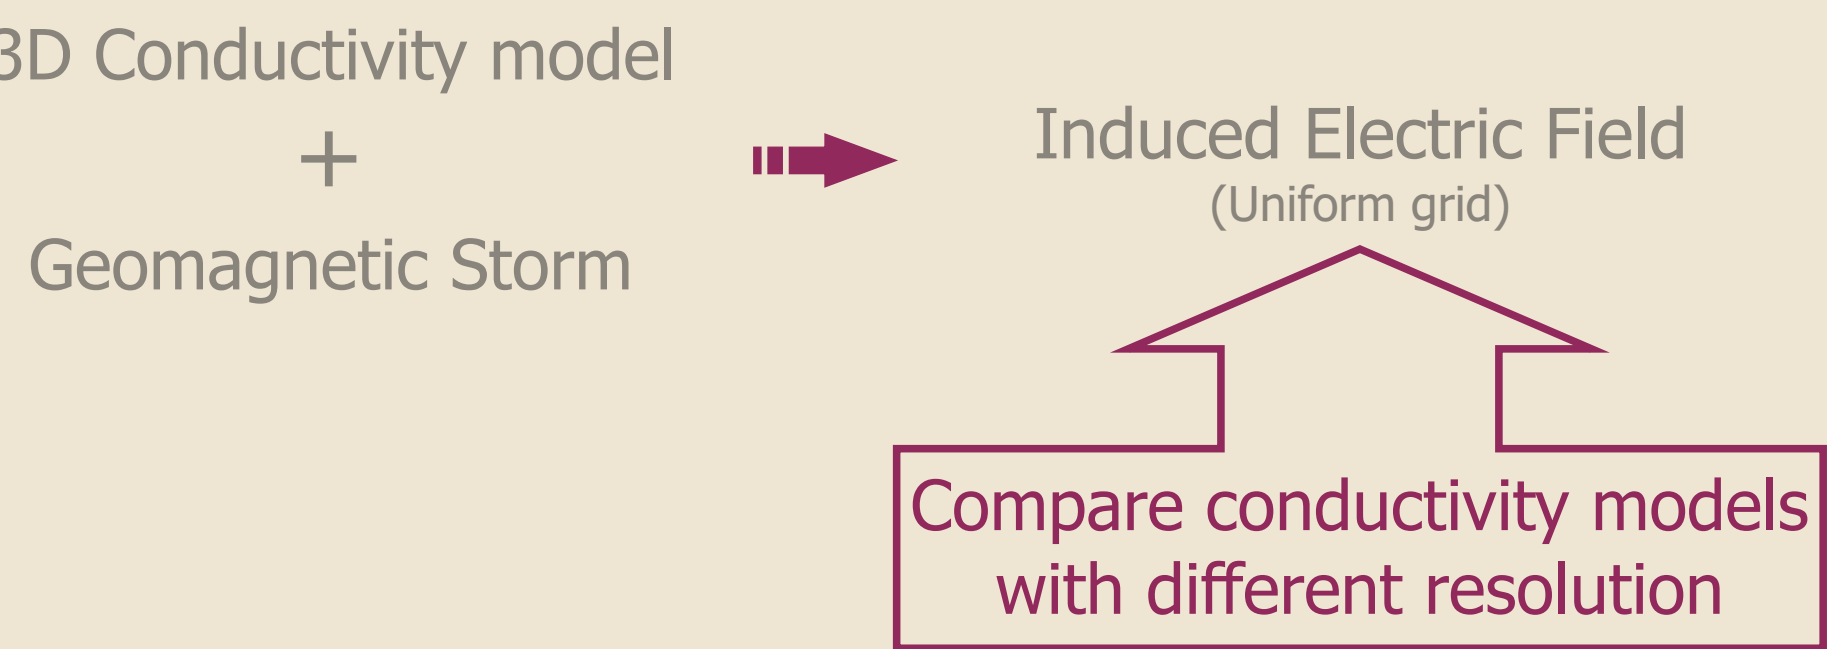 3D Conductivity model
+
Geomagnetic Storm
Induced Electric Field
(Uniform grid)
Compare conductivity models
with different resolution